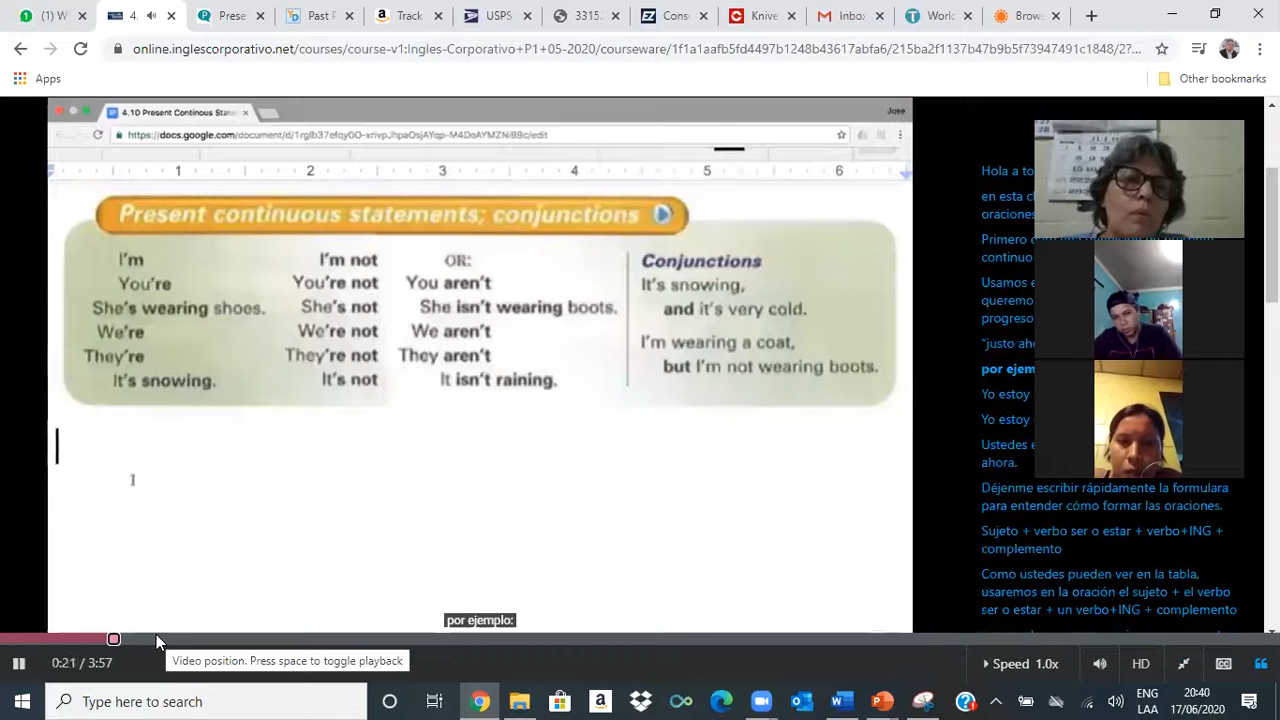 (1) W
4.
Prese
Past F
Track
USPS
3315.
Cons
Knive
Inbox
Work
Brow
online.inglescorporativo.net/courses/course-v1:Ingles-Corporativo+P1+05-2020/courseware/1f1a1aafb5fd4497b1248b43617abfa6/215ba2f1137b47b9b5f73947491c1848/2?...
Apps
Other bookmarks
4.10 Present Continous State
Jose
1 2 3 4 5 6
Present continuous statements; conjunctions
I'm I'm not OR: Conjunctions
You're You're not You aren't It's snowing,
She's wearing shoes. She's not She isn't wearing boots. and it's very cold.
We're We're not We aren't I'm wearing a coat,
They're They're not They aren't but I'm not wearing boots.
It's snowing. It's not It isn't raining.
Hola a to
en esta cl
oraciones
Primero
continuo
Usamos e
queremo
progreso
"justo aho
por ejem
Yo estoy
Yo estoy
Ustedes e
ahora.
Déjenme escribir rápidamente la formulara
para entender cómo formar las oraciones.
Sujeto + verbo ser o estar + verbo+ING +
complemento
Como ustedes pueden ver en la tabla,
usaremos en la oración el sujeto + el verbo
ser o estar + un verbo+ING + complemento
por ejemplo:
0:21 / 3:57
Video position. Press space to toggle playback
Speed 1.0x
HD
Type here to search
ENG
LAA
20:40
17/06/2020